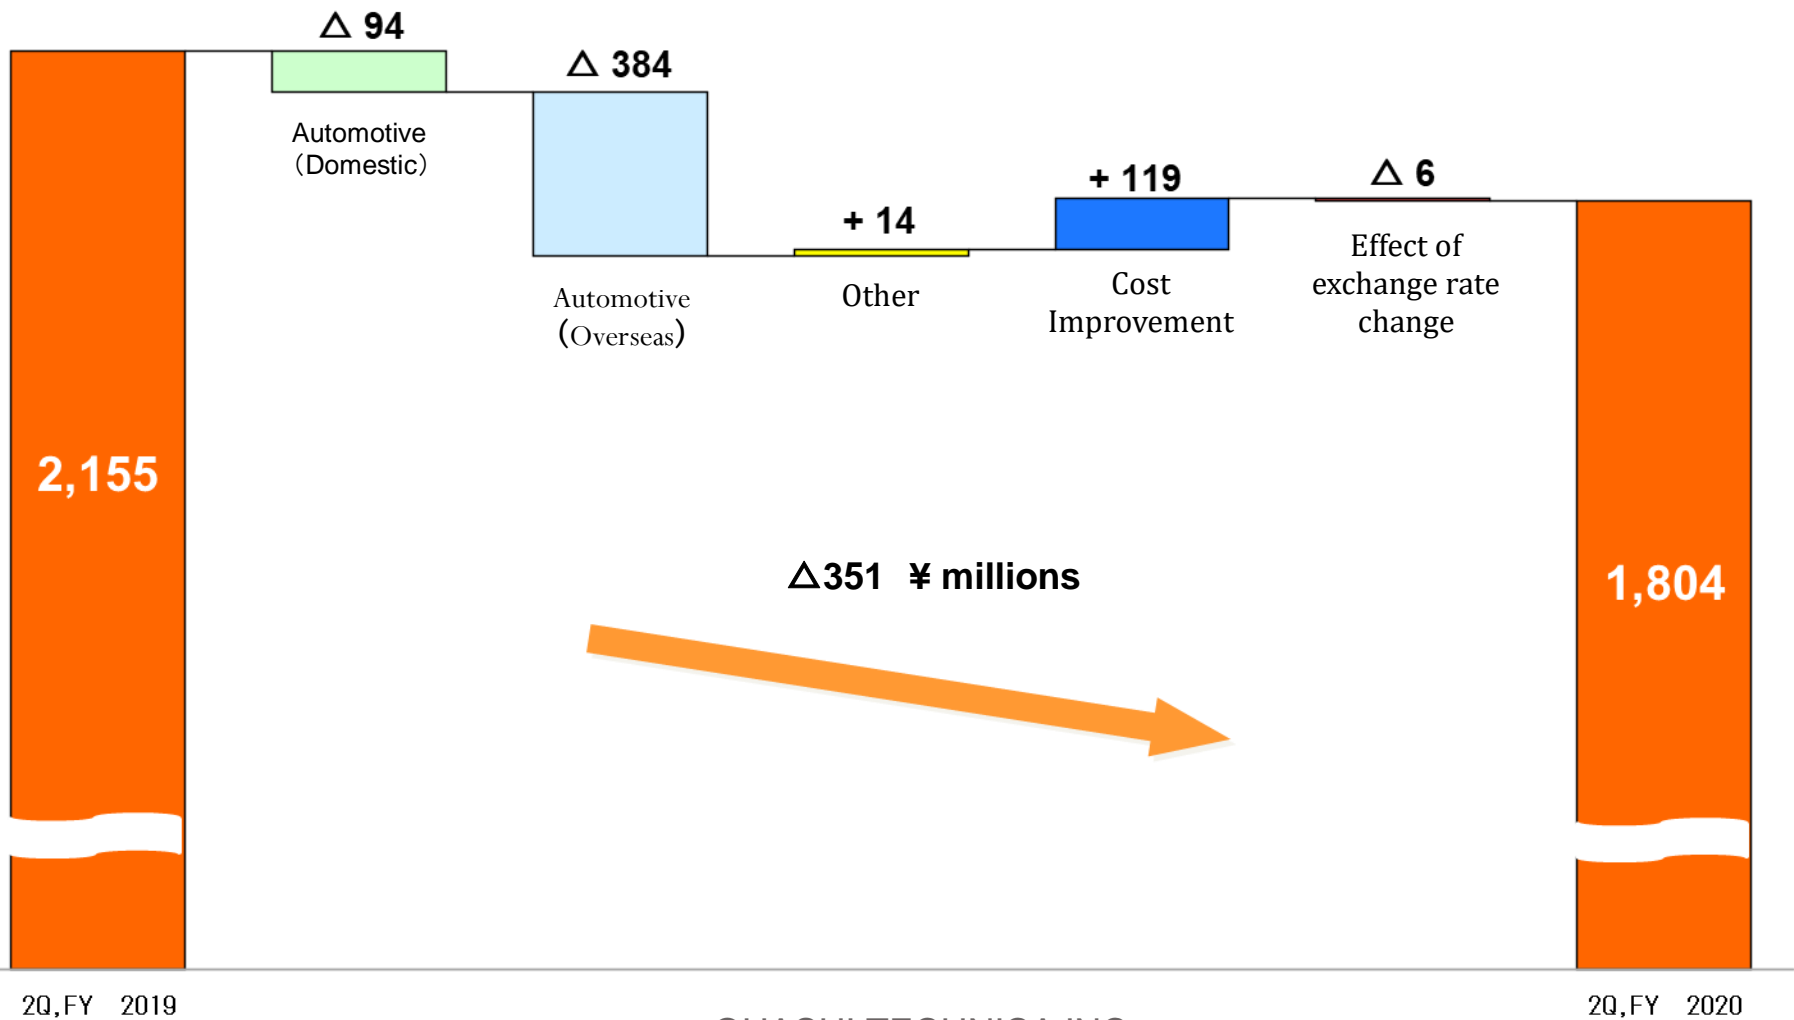 △ 94
Automotive
（Domestic）
△ 384
Automotive
(Overseas)
+ 14
Other
+ 119
Cost
Improvement
△ 6
Effect of
exchange rate
change
2,155
△351 ¥ millions
1,804
2Q,FY 2019
2Q,FY 2020